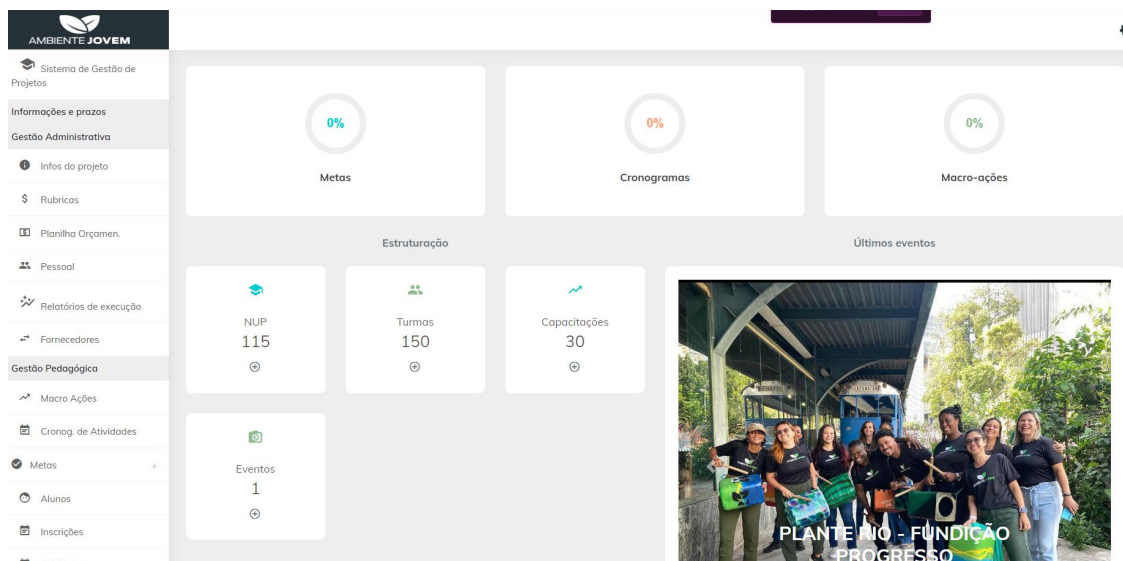 AMBIENTE JOVEM
Sistema de Gestão de
Projetos
Informações e prazos
Gestão Administrativa
Infos do projeto
Rubricas
Planilha Orçamen.
Pessoal
Relatórios de execução
Fornecedores
Gestão Pedagógica
Macro Ações
Cronog. de Atividades
Metas +
Alunos
Inscrições
0%
Metas
0%
Cronogramas
0%
Macro-ações
Estruturação
NUP
115
Turmas
150
Capacitações
30
Eventos
1
Últimos eventos
PLANTE RIO - FUNDIÇÃO
PROGRESSO